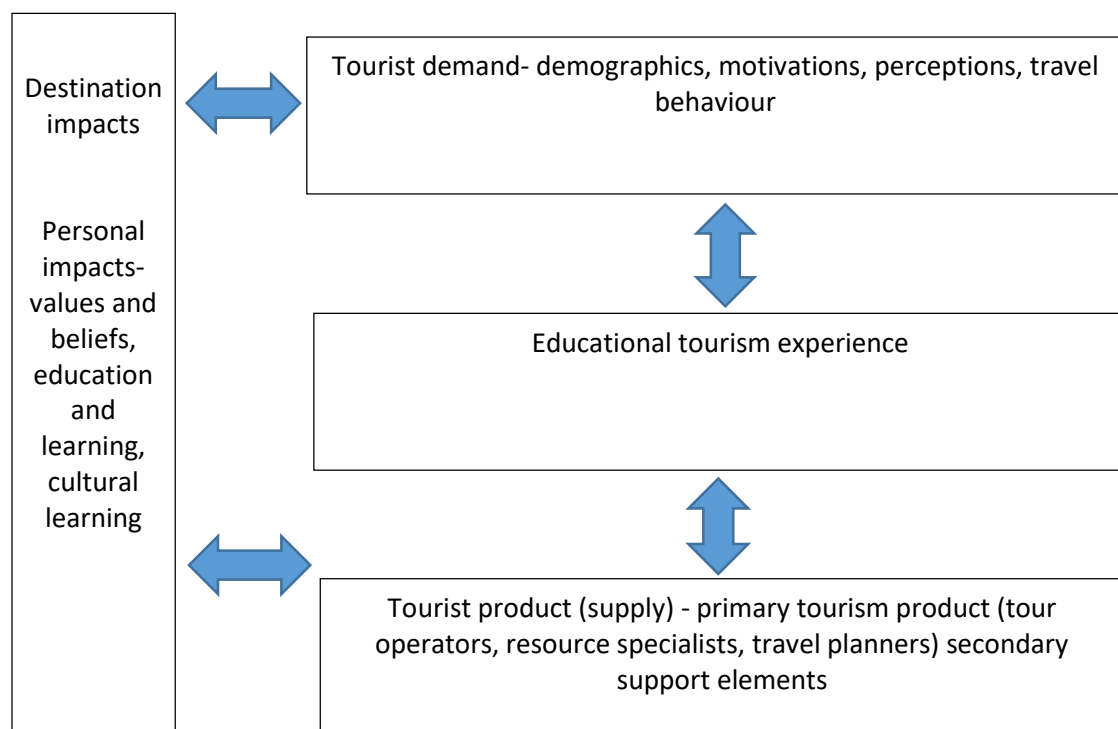 Destination
impacts
Personal
impacts-
values and
beliefs,
education
and
learning,
cultural
learning
Tourist demand- demographics, motivations, perceptions, travel
behaviour
Educational tourism experience
Tourist product (supply) - primary tourism product (tour
operators, resource specialists, travel planners) secondary
support elements